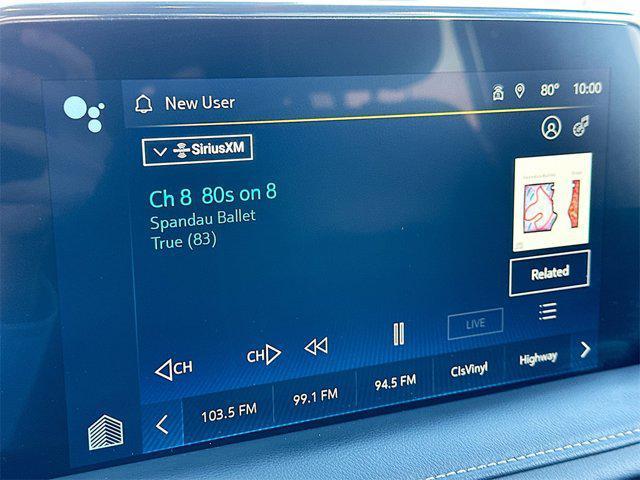 New User
80° 10:00
SiriusXM
Ch 8 80s on 8
Spandau Ballet
True (83)
Related
LIVE
CH
CH
103.5 FM
99.1 FM
94.5 FM
ClsVinyl
Highway